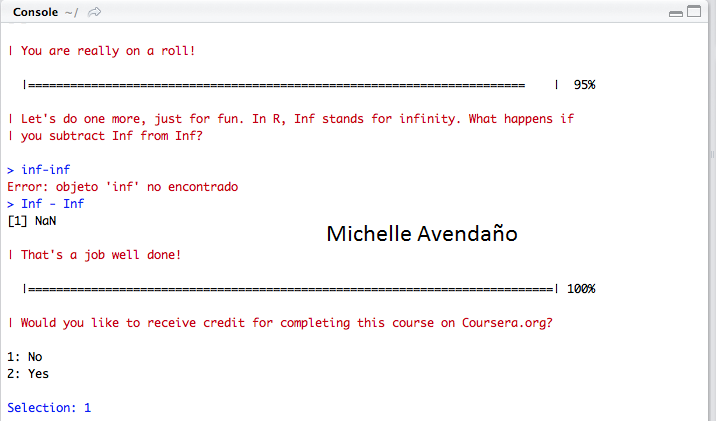 Console ~/
| You are really on a roll!
|======================================================================= | 95%
| Let's do one more, just for fun. In R, Inf stands for infinity. What happens if
| you subtract Inf from Inf?
> inf-inf
Error: objeto 'inf' no encontrado
> Inf - Inf
[1] NaN
Michelle Avendaño
| That's a job well done!
|===========================================================================| 100%
| Would you like to receive credit for completing this course on Coursera.org?
1: No
2: Yes
Selection: 1